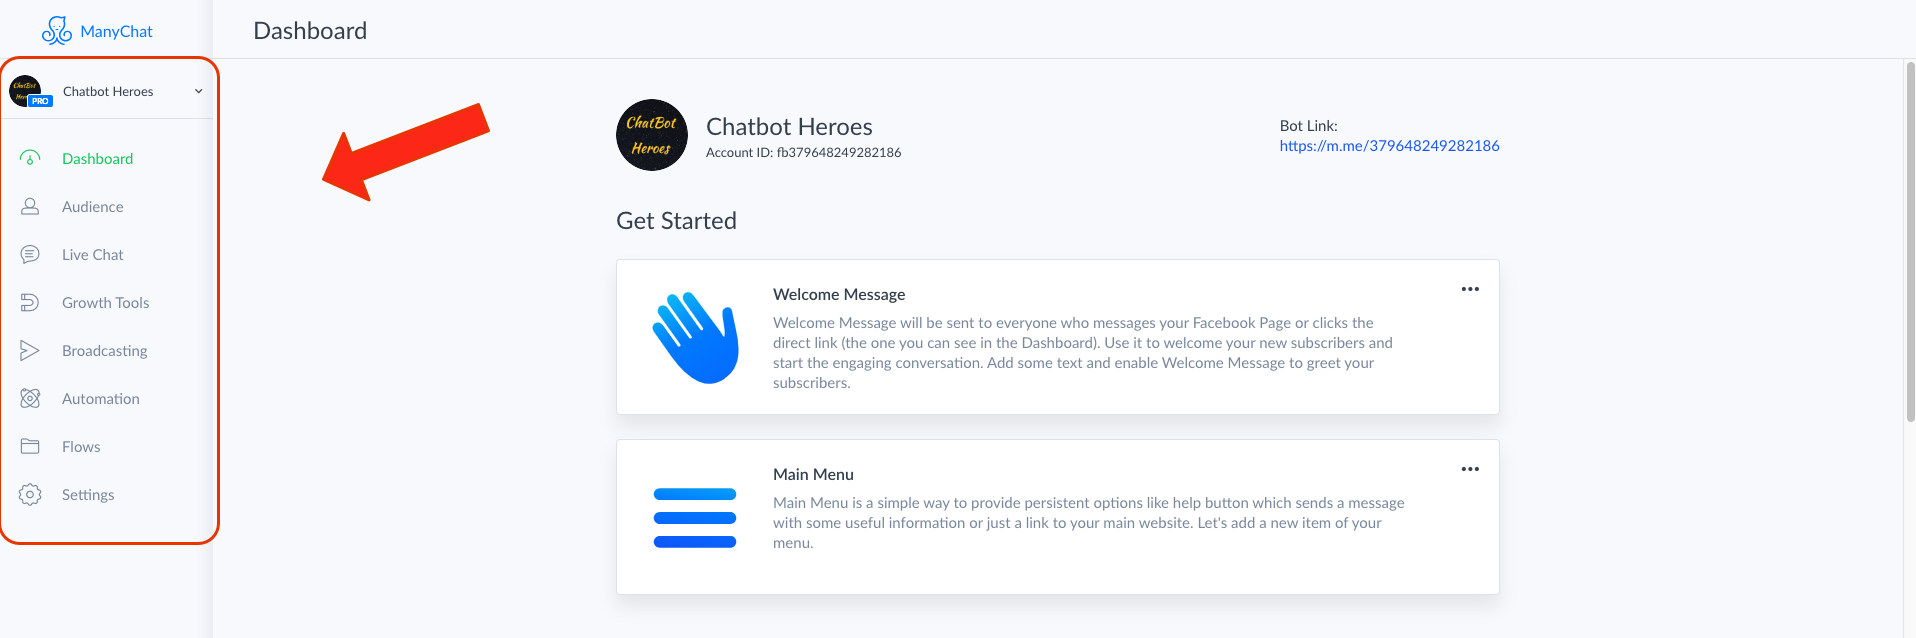 ManyChat
Dashboard
ChatBot
Heroes
PRO
Chatbot Heroes
Dashboard
Audience
Live Chat
Growth Tools
Broadcasting
Automation
Flows
Settings
ChatBot
Heroes
Chatbot Heroes
Account ID: fb379648249282186
Bot Link:
https://m.me/379648249282186
Get Started
Welcome Message
Welcome Message will be sent to everyone who messages your Facebook Page or clicks the
direct link (the one you can see in the Dashboard). Use it to welcome your new subscribers and
start the engaging conversation. Add some text and enable Welcome Message to greet your
subscribers.
Main Menu
Main Menu is a simple way to provide persistent options like help button which sends a message
with some useful information or just a link to your main website. Let's add a new item of your
menu.